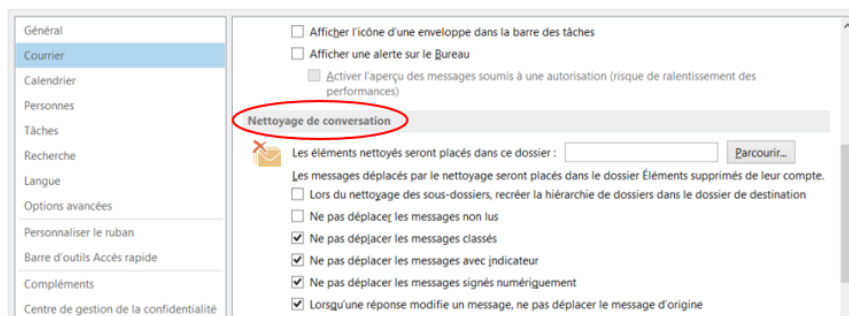 Général
Courrier
Calendrier
Personnes
Tâches
Recherche
Langue
Options avancées
Personnaliser le ruban
Barre d'outils Accès rapide
Compléments
Centre de gestion de la confidentialité
Afficher l'icône d'une enveloppe dans la barre des tâches
Afficher une alerte sur le Bureau
Activer l'aperçu des messages soumis à une autorisation (risque de ralentissement des
performances)
Nettoyage de conversation
Les éléments nettoyés seront placés dans ce dossier : Parcourir...
Les messages déplacés par le nettoyage seront placés dans le dossier Éléments supprimés de leur compte.
Lors du nettoyage des sous-dossiers, recréer la hiérarchie de dossiers dans le dossier de destination
Ne pas déplacer les messages non lus
Ne pas déplacer les messages classés
Ne pas déplacer les messages avec indicateur
Ne pas déplacer les messages signés numériquement
Lorsqu'une réponse modifie un message, ne pas déplacer le message d'origine